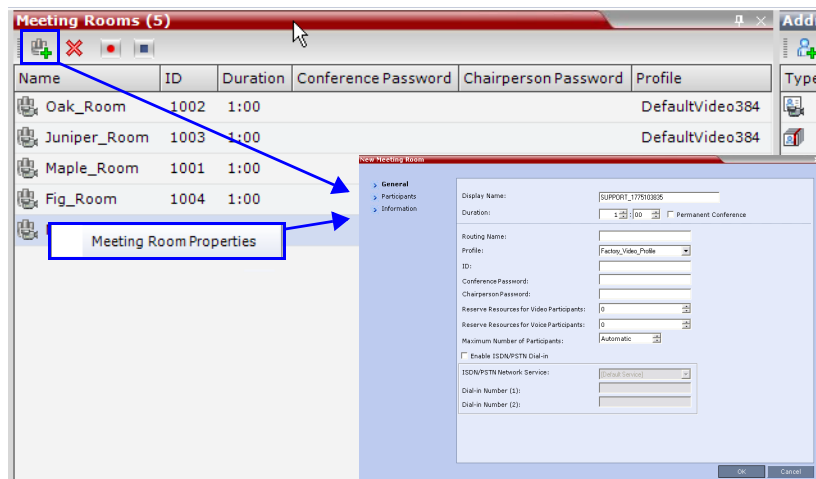 Meeting Rooms (5)
Addi
Name ID Duration Conference Password Chairperson Password Profile
Type
Oak_Room 1002 1:00 DefaultVideo384
Juniper_Room 1003 1:00 DefaultVideo384
Maple_Room 1001 1:00
Fig_Room 1004 1:00
Meeting Room Properties
New Meeting Room
General
Participants
Information
Display Name: SUPPORT_1775103835
Duration: 1 : 00 Permanent Conference
Routing Name:
Profile: Factory_Video_Profile
ID:
Conference Password:
Chairperson Password:
Reserve Resources for Video Participants: 0
Reserve Resources for Voice Participants: 0
Maximum Number of Participants: Automatic
Enable ISDN/PSTN Dial-in
ISDN/PSTN Network Service: [Default Service]
Dial-in Number (1):
Dial-in Number (2):
OK Cancel